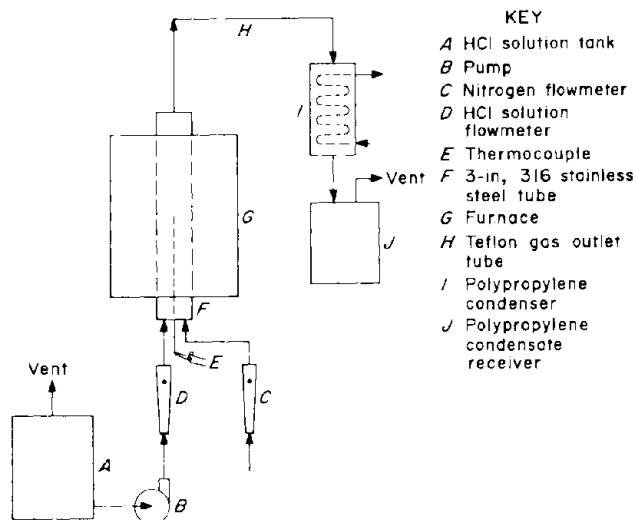 KEY
A HCl solution tank
B Pump
C Nitrogen flowmeter
D HCl solution
flowmeter
E Thermocouple
F 3-in, 316 stainless
steel tube
G Furnace
H Teflon gas outlet
tube
I Polypropylene
condenser
J Polypropylene
condensate
receiver
H
I
Vent
J
G
F
E
D
C
Vent
A
B